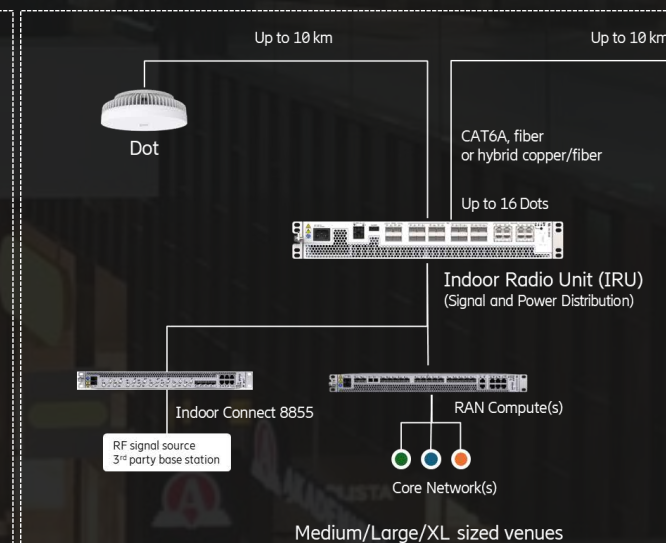 Up to 10 km
Up to 10 km
Dot
CAT6A, fiber
or hybrid copper/fiber
Up to 16 Dots
Indoor Radio Unit (IRU)
(Signal and Power Distribution)
Indoor Connect 8855
RAN Compute(s)
RF signal source
3rd party base station
Core Network(s)
Medium/Large/XL sized venues